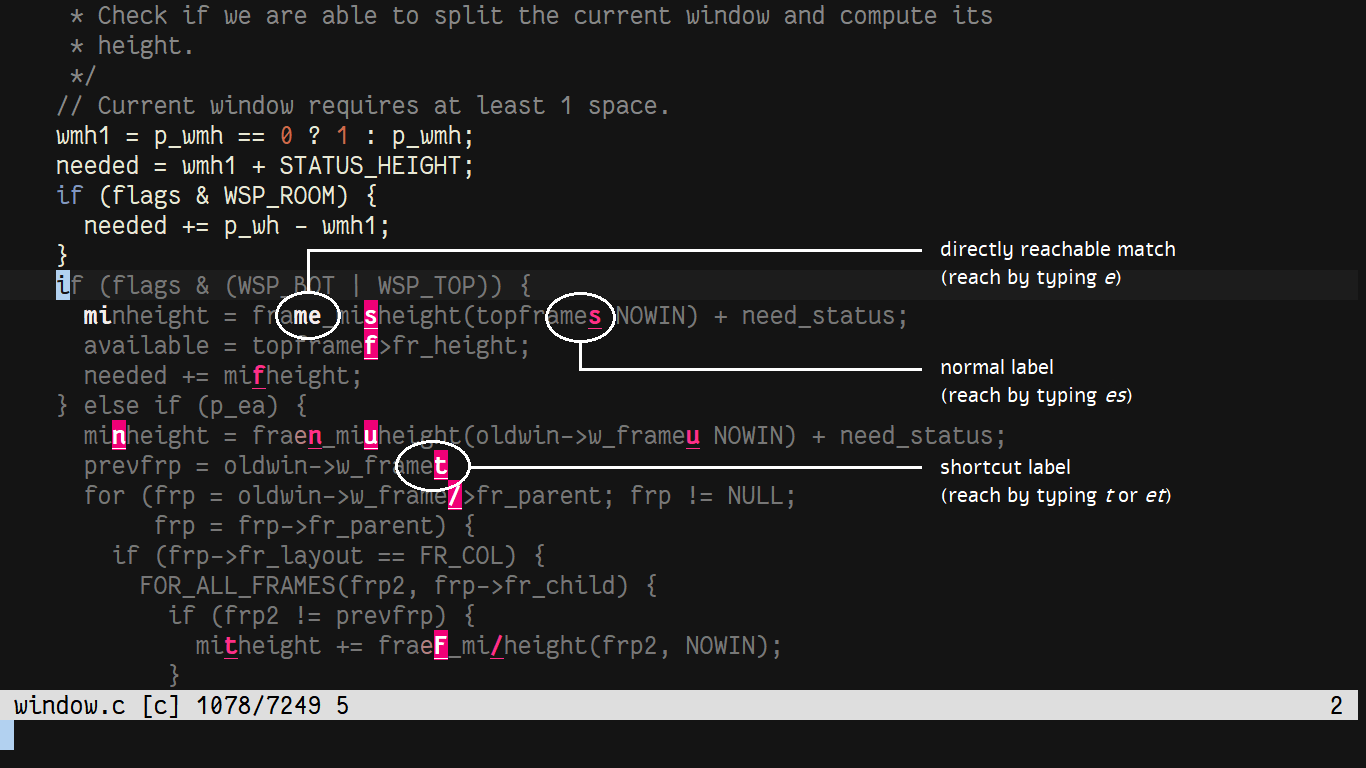 * Check if we are able to split the current window and compute its
* height.
*/
// Current window requires at least 1 space.
wmh1 = p_wmh == 0 ? 1 : p_wmh;
needed = wmh1 + STATUS_HEIGHT;
if (flags & WSP_ROOM) {
needed += p_wh - wmh1;
}
directly reachable match
(reach by typing e)
if (flags & (WSP_BOT | WSP_TOP)) {
minheight = frame_misheight(topframes NOWIN) + need_status;
available = topframef>fr_height;
normal label
(reach by typing es)
needed += mifheight;
} else if (p_ea) {
minheight = fraen_miuheight(oldwin->w_frameu NOWIN) + need_status;
prevfrp = oldwin->w_framet
shortcut label
(reach by typing t or et)
for (frp = oldwin->w_frame/>fr_parent; frp != NULL;
frp = frp->fr_parent) {
if (frp->fr_layout == FR_COL) {
FOR_ALL_FRAMES(frp2, frp->fr_child) {
if (frp2 != prevfrp) {
mitheight += fraeF_mi/height(frp2, NOWIN);
}
window.c [c] 1078/7249 5 2